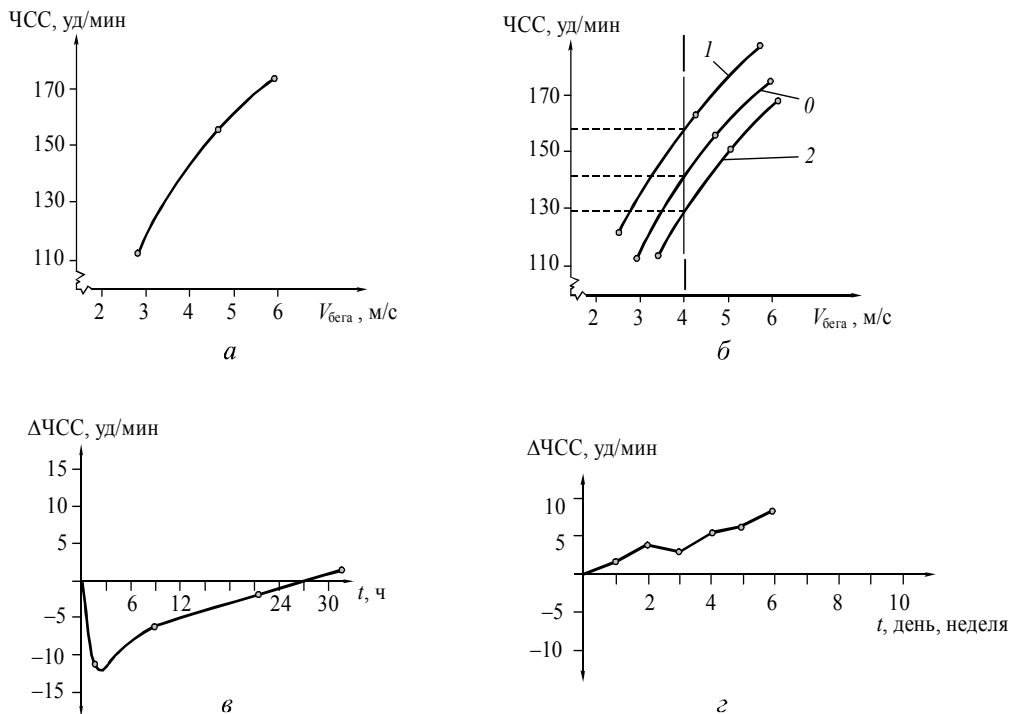 ЧСС, уд/мин
170
150
130
110
2 3 4 5 6 Vбега , м/с
а
ЧСС, уд/мин
1
170
0
150
2
130
110
2 3 4 5 6 Vбега , м/с
б
ΔЧСС, уд/мин
15
10
5
6 12 24 30 t, ч
–5
–10
–15
в
ΔЧСС, уд/мин
10
5
2 4 6 8 10
–5
t, день, неделя
–10
г